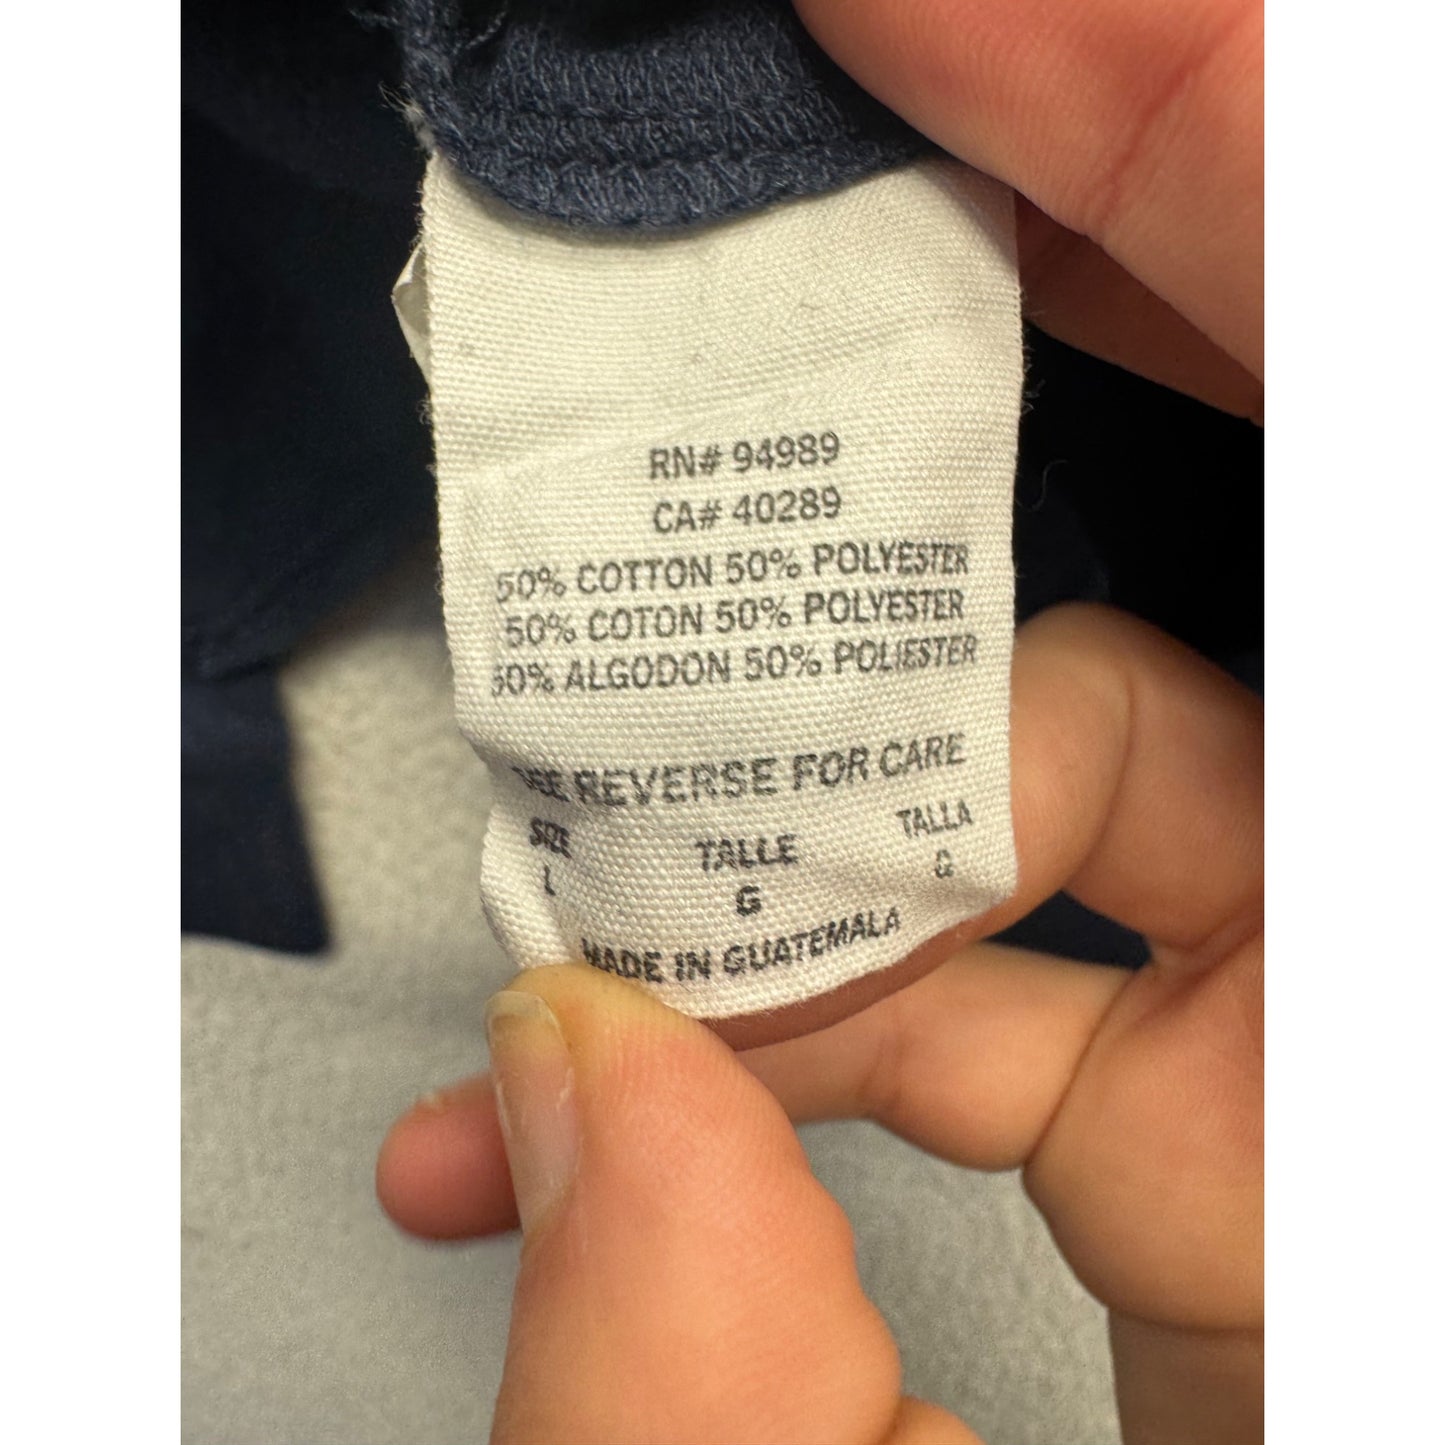 RN# 94989
CA# 40289
50% COTTON 50% POLYESTER
50% COTON 50% POLYESTER
50% ALGODON 50% POLIESTER
SEE REVERSE FOR CARE
SIZE TALLE TALLA
L G G
MADE IN GUATEMALA